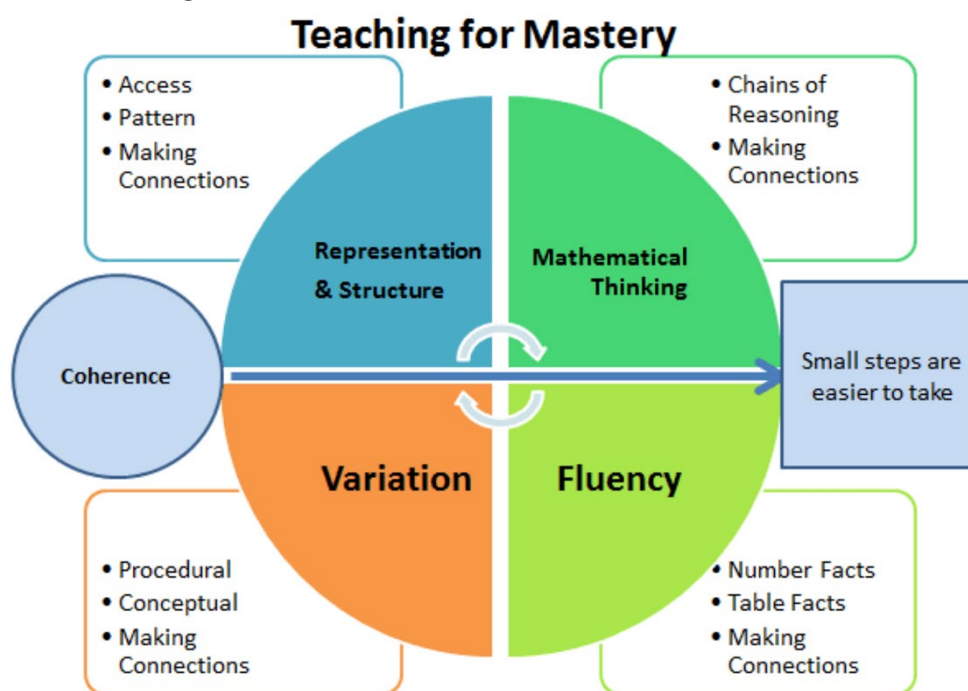 Teaching for Mastery
• Access
• Pattern
• Making
Connections
• Chains of
Reasoning
• Making
Connections
Representation
& Structure
Mathematical
Thinking
Coherence
Small steps are
easier to take
Variation
Fluency
• Procedural
• Conceptual
• Making
Connections
• Number Facts
• Table Facts
• Making
Connections